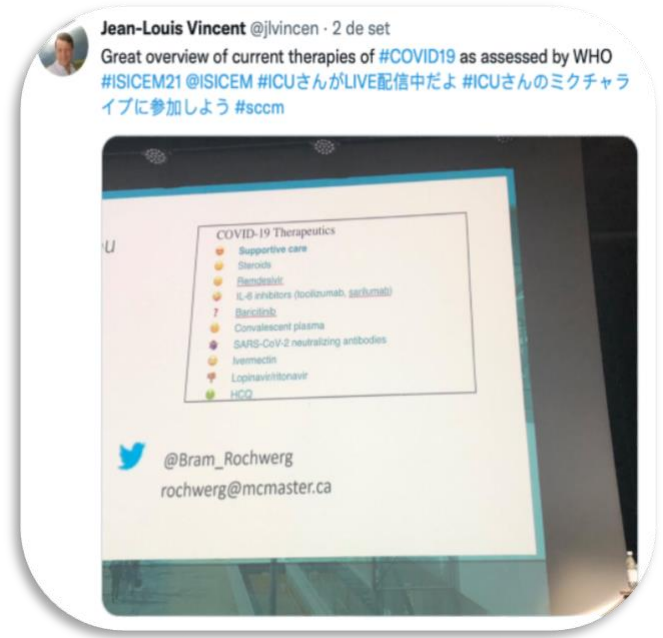 Jean-Louis Vincent @jlvincen · 2 de set
Great overview of current therapies of #COVID19 as assessed by WHO
#ISICEM21 @ISICEM #ICUさんがLIVE配信中だよ #ICUさんのミクチャラ
イブに参加しよう #sccm
COVID-19 Therapeutics
Supportive care
Steroids
Remdesivir
IL-6 inhibitors (tocilizumab, sarilumab)
? Baricitinib
Convalescent plasma
SARS-CoV-2 neutralizing antibodies
Ivermectin
Lopinavir/ritonavir
HCQ
@Bram_Rochwerg
rochwerg@mcmaster.ca